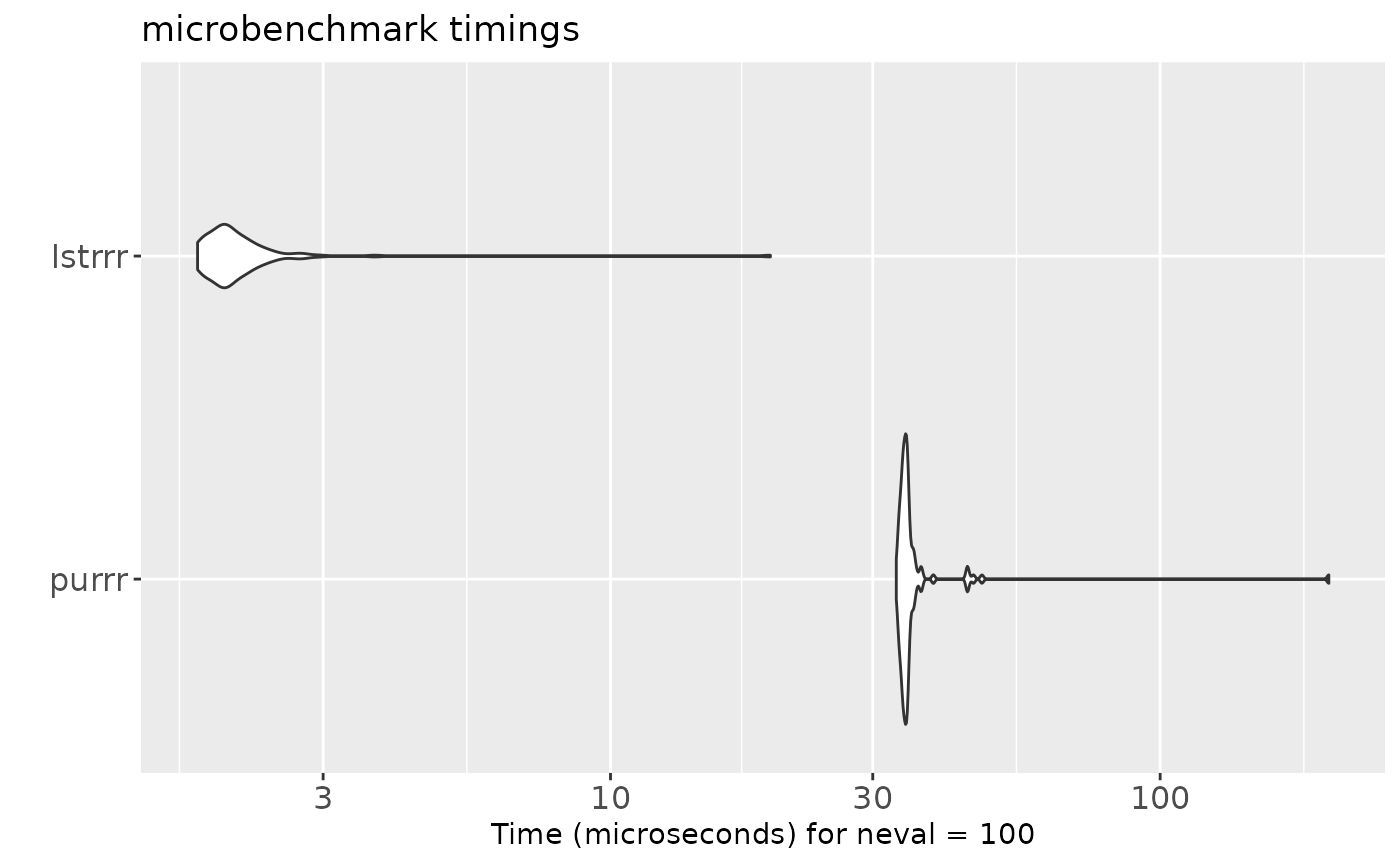 microbenchmark timings
lstrrr
purrr
3 10 30 100
Time (microseconds) for neval = 100